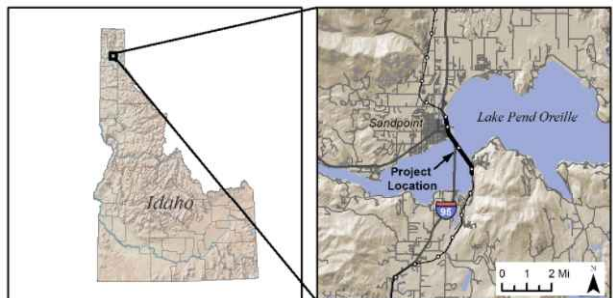 Idaho
Lake Pend Oreille
Sandpoint
Project
Location
95
N
0 1 2 Mi